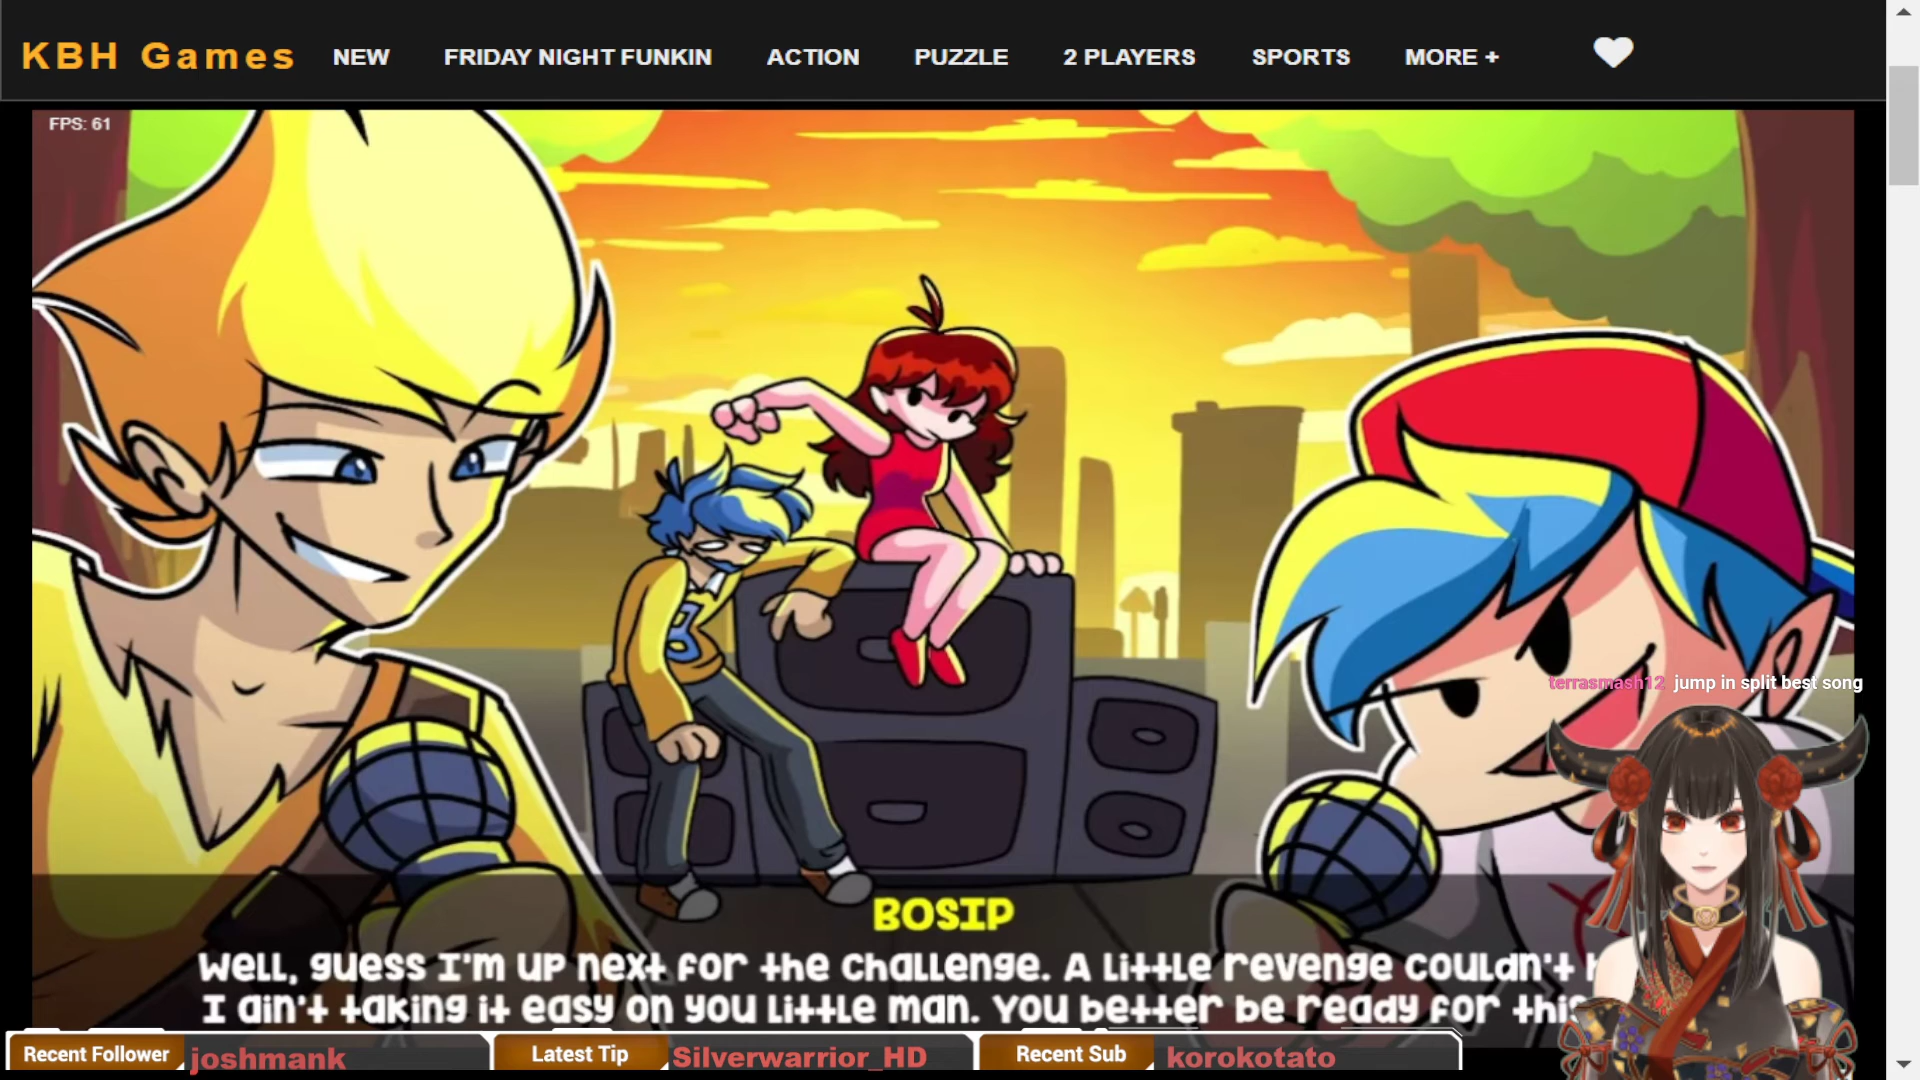 KBH Games NEW FRIDAY NIGHT FUNKIN ACTION PUZZLE 2 PLAYERS SPORTS MORE +
FPS: 61
terrasmash12 jump in split best song
BOSIP
Well, guess I'm up next for the challenge. A little revenge couldn't
I ain't taking it easy on you little man. You better be ready for this
Recent Follower joshmank Latest Tip Silverwarrior_HD Recent Sub korokotato